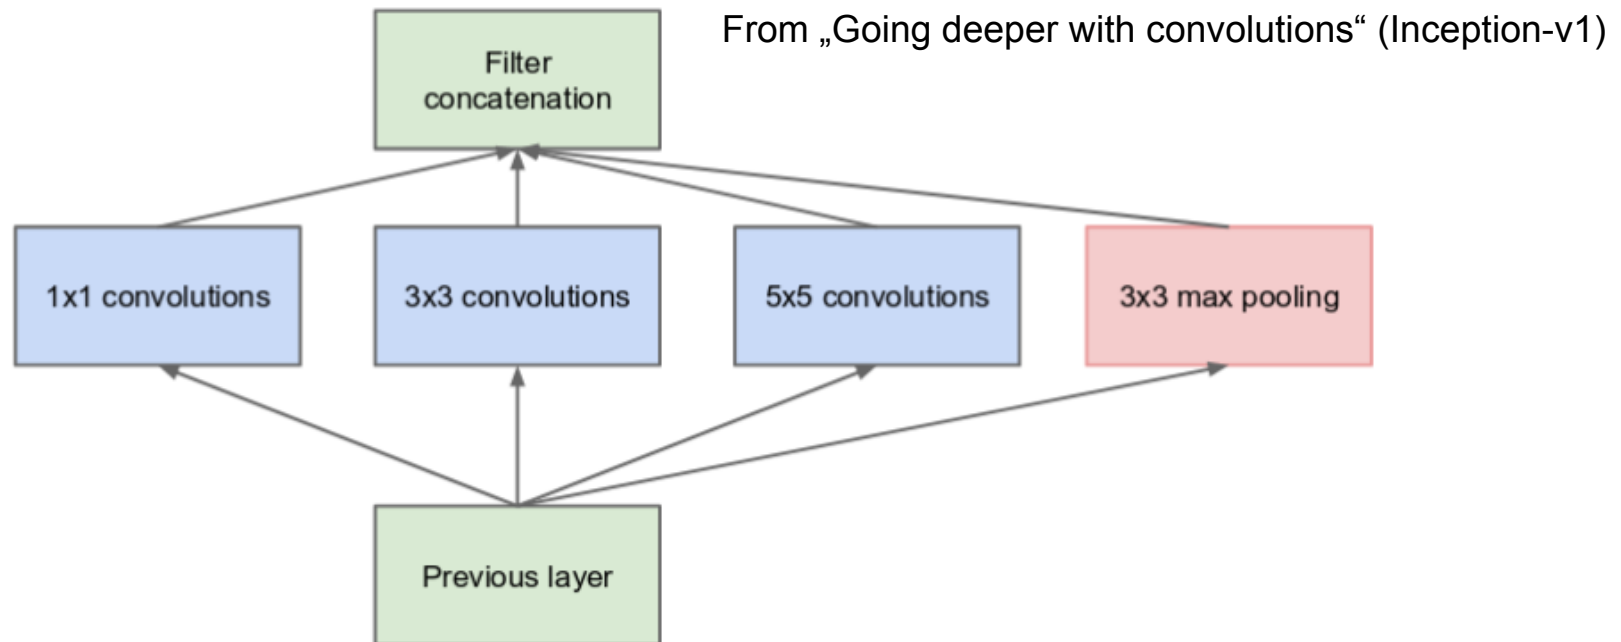 From „Going deeper with convolutions“ (Inception-v1)
Filter
concatenation
1x1 convolutions
3x3 convolutions
5x5 convolutions
3x3 max pooling
Previous layer